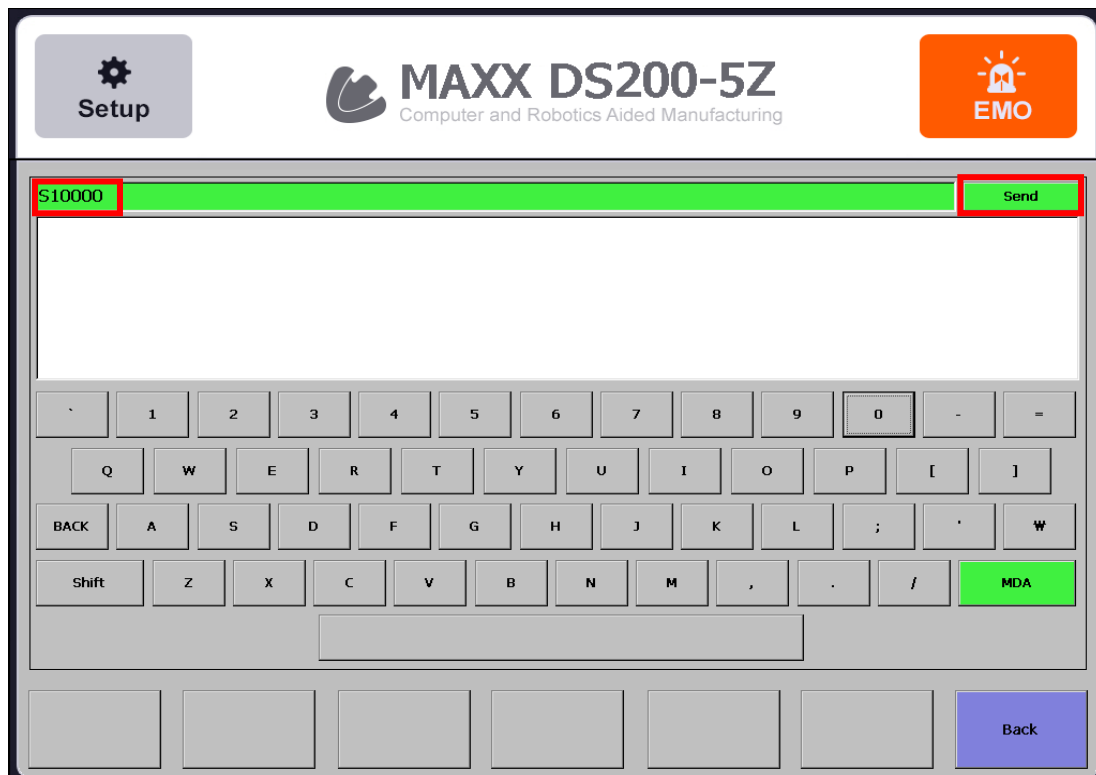 Setup
MAXX DS200-5Z
Computer and Robotics Aided Manufacturing
EMO
S10000
Send
` 1 2 3 4 5 6 7 8 9 0 - =
Q W E R T Y U I O P [ ]
BACK A S D F G H J K L ; ' ₩
Shift Z X C V B N M , . / MDA
Back